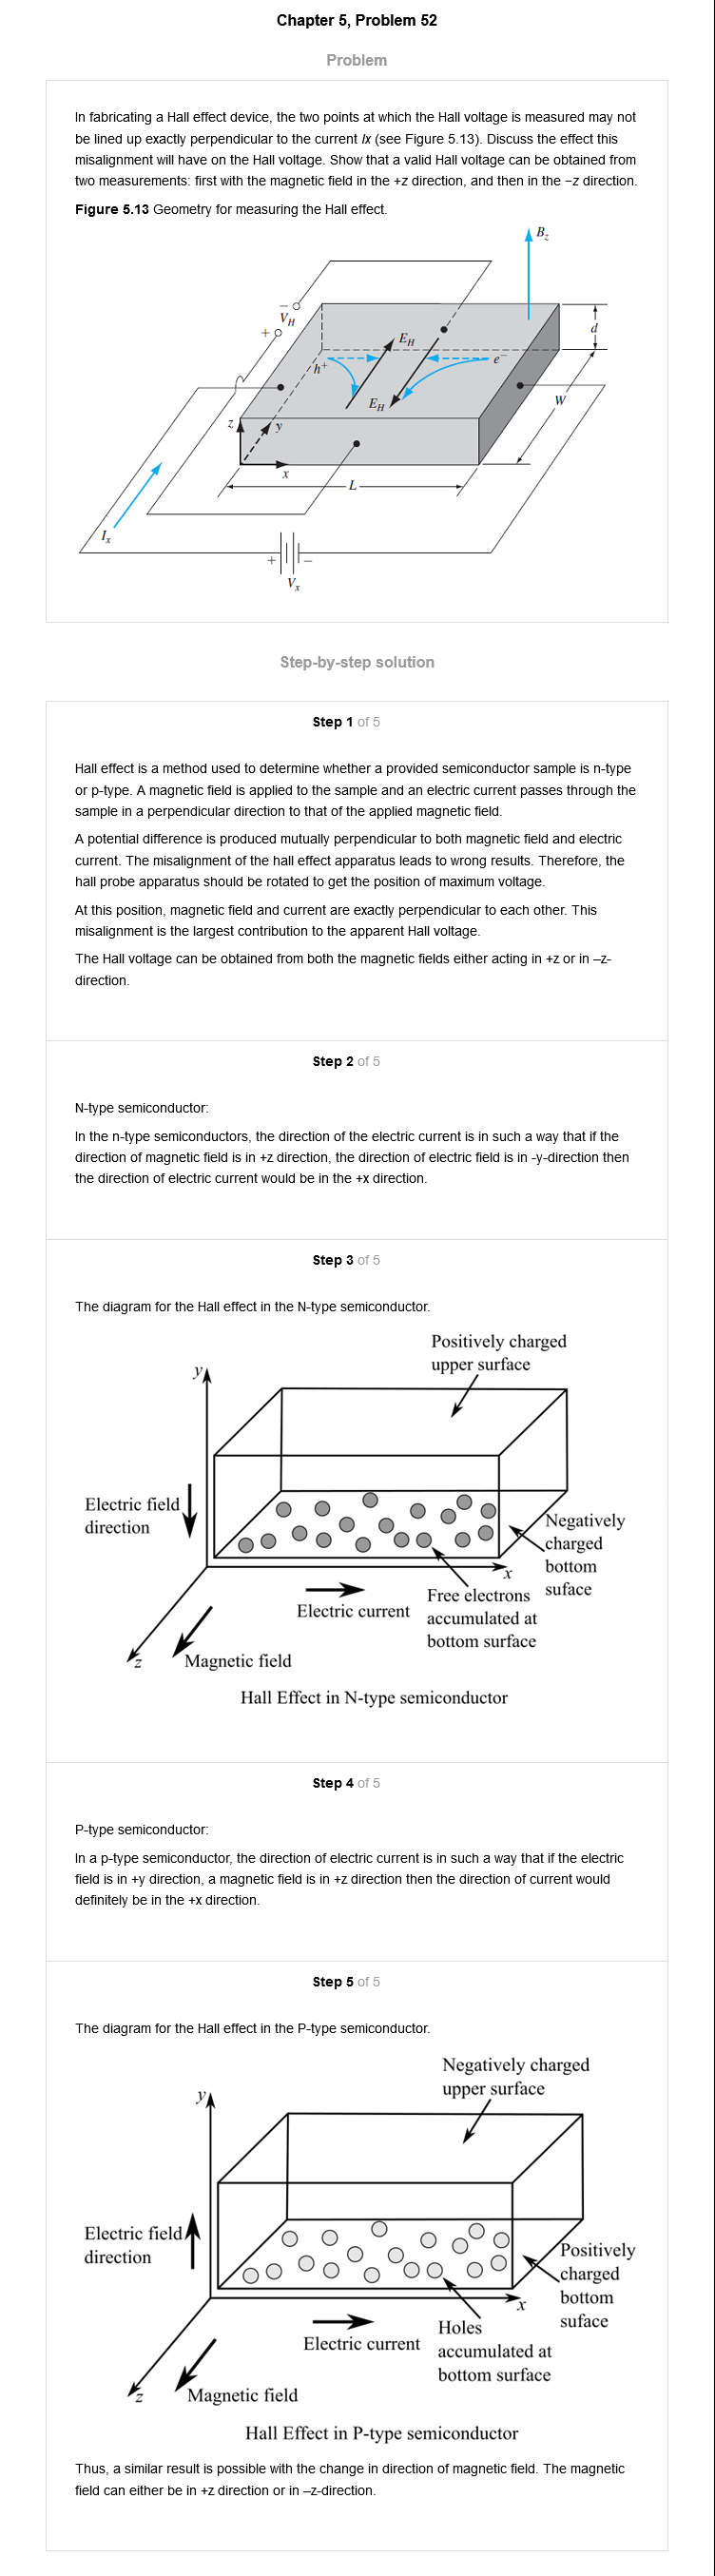 Chapter 5, Problem 52
Problem
In fabricating a Hall effect device, the two points at which the Hall voltage is measured may not
be lined up exactly perpendicular to the current Ix (see Figure 5.13). Discuss the effect this
misalignment will have on the Hall voltage. Show that a valid Hall voltage can be obtained from
two measurements: first with the magnetic field in the +z direction, and then in the −z direction.
Figure 5.13 Geometry for measuring the Hall effect.
B_z
−
V_H
+
d
E_H
h^+
e^−
W
E_H
z
y
x
L
I_x
+
−
V_x
Step-by-step solution
Step 1 of 5
Hall effect is a method used to determine whether a provided semiconductor sample is n-type
or p-type. A magnetic field is applied to the sample and an electric current passes through the
sample in a perpendicular direction to that of the applied magnetic field.
A potential difference is produced mutually perpendicular to both magnetic field and electric
current. The misalignment of the hall effect apparatus leads to wrong results. Therefore, the
hall probe apparatus should be rotated to get the position of maximum voltage.
At this position, magnetic field and current are exactly perpendicular to each other. This
misalignment is the largest contribution to the apparent Hall voltage.
The Hall voltage can be obtained from both the magnetic fields either acting in +z or in –z-
direction.
Step 2 of 5
N-type semiconductor:
In the n-type semiconductors, the direction of the electric current is in such a way that if the
direction of magnetic field is in +z direction, the direction of electric field is in -y-direction then
the direction of electric current would be in the +x direction.
Step 3 of 5
The diagram for the Hall effect in the N-type semiconductor.
Positively charged
upper surface
y
Electric field
direction
Negatively
charged
bottom
suface
x
Free electrons
accumulated at
bottom surface
Electric current
z
Magnetic field
Hall Effect in N-type semiconductor
Step 4 of 5
P-type semiconductor:
In a p-type semiconductor, the direction of electric current is in such a way that if the electric
field is in +y direction, a magnetic field is in +z direction then the direction of current would
definitely be in the +x direction.
Step 5 of 5
The diagram for the Hall effect in the P-type semiconductor.
Negatively charged
upper surface
y
Electric field
direction
Positively
charged
bottom
suface
x
Holes
accumulated at
bottom surface
Electric current
z
Magnetic field
Hall Effect in P-type semiconductor
Thus, a similar result is possible with the change in direction of magnetic field. The magnetic
field can either be in +z direction or in –z-direction.